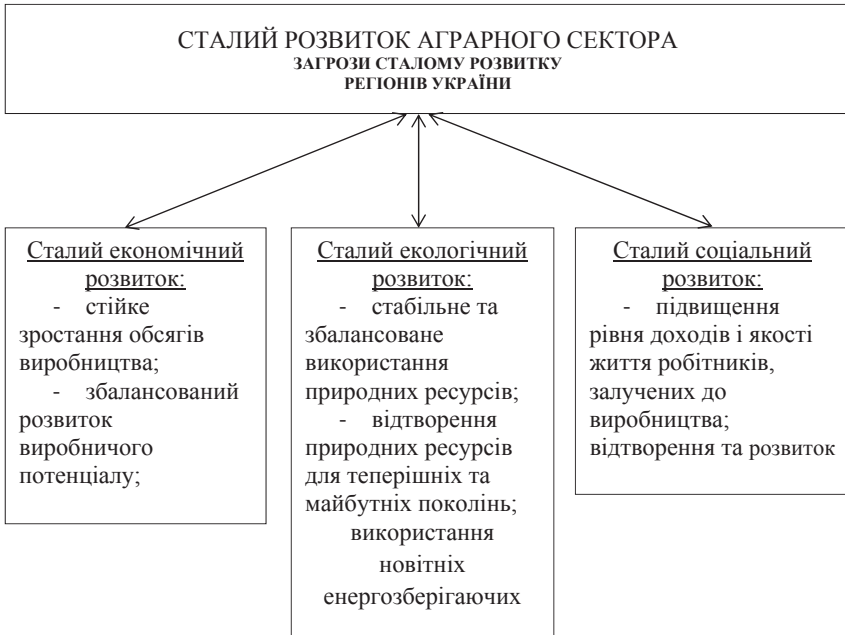 СТАЛИЙ РОЗВИТОК АГРАРНОГО СЕКТОРА
ЗАГРОЗИ СТАЛОМУ РОЗВИТКУ
РЕГІОНІВ УКРАЇНИ
Сталий економічний
розвиток:
- стійке
зростання обсягів
виробництва;
- збалансований
розвиток
виробничого
потенціалу;
Сталий екологічний
розвиток:
- стабільне та
збалансоване
використання
природних ресурсів;
- відтворення
природних ресурсів
для теперішніх та
майбутніх поколінь;
використання
новітніх
енергозберігаючих
Сталий соціальний
розвиток:
- підвищення
рівня доходів і якості
життя робітників,
залучених до
виробництва;
відтворення та розвиток